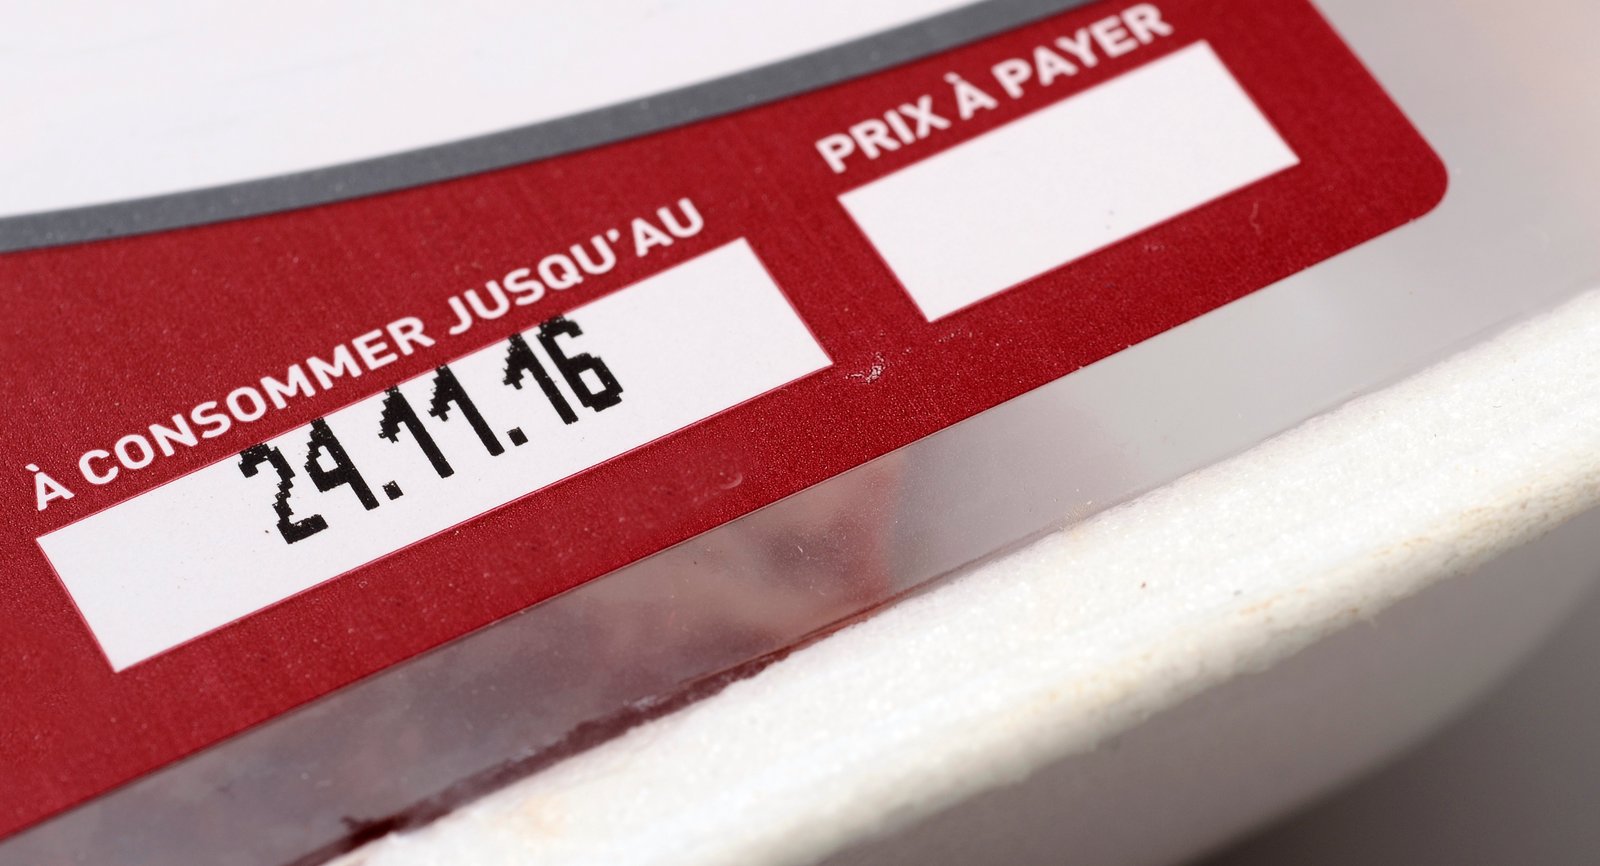 À CONSOMMER JUSQU'AU
24.11.16
PRIX À PAYER